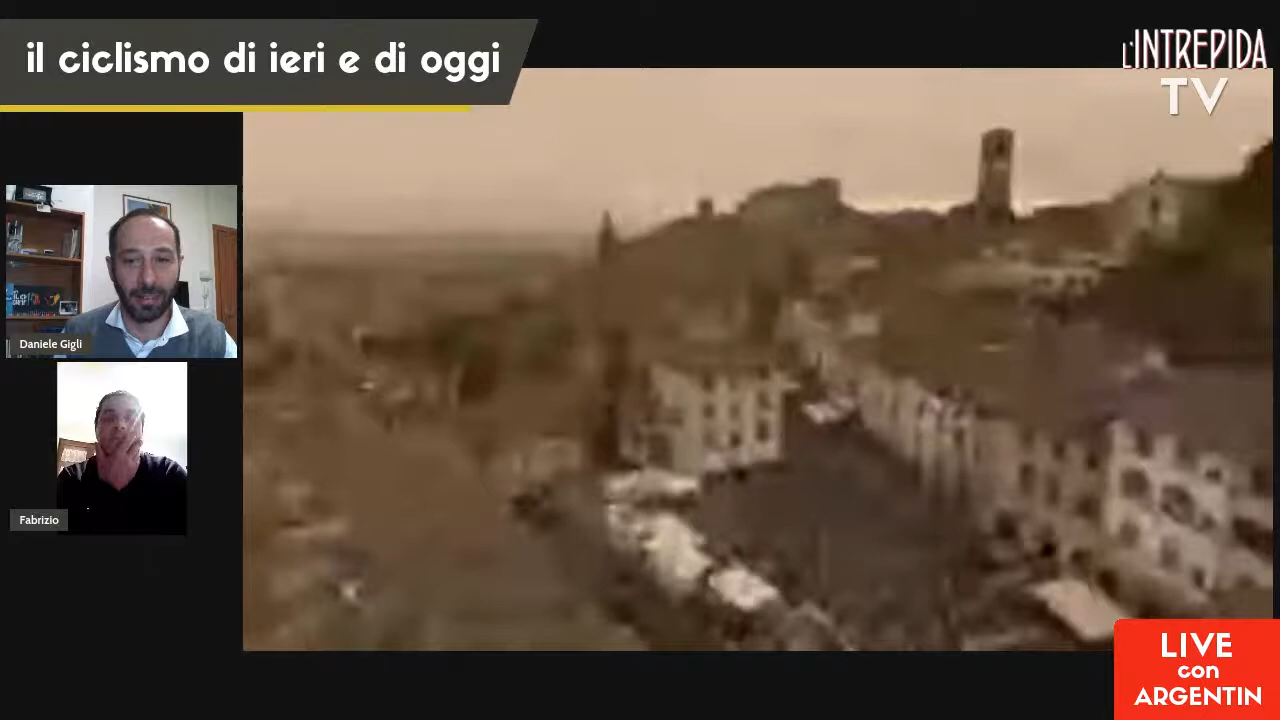 il ciclismo di ieri e di oggi
L'INTREPIDA
TV
Daniele Gigli
Fabrizio
LIVE
con
ARGENTIN